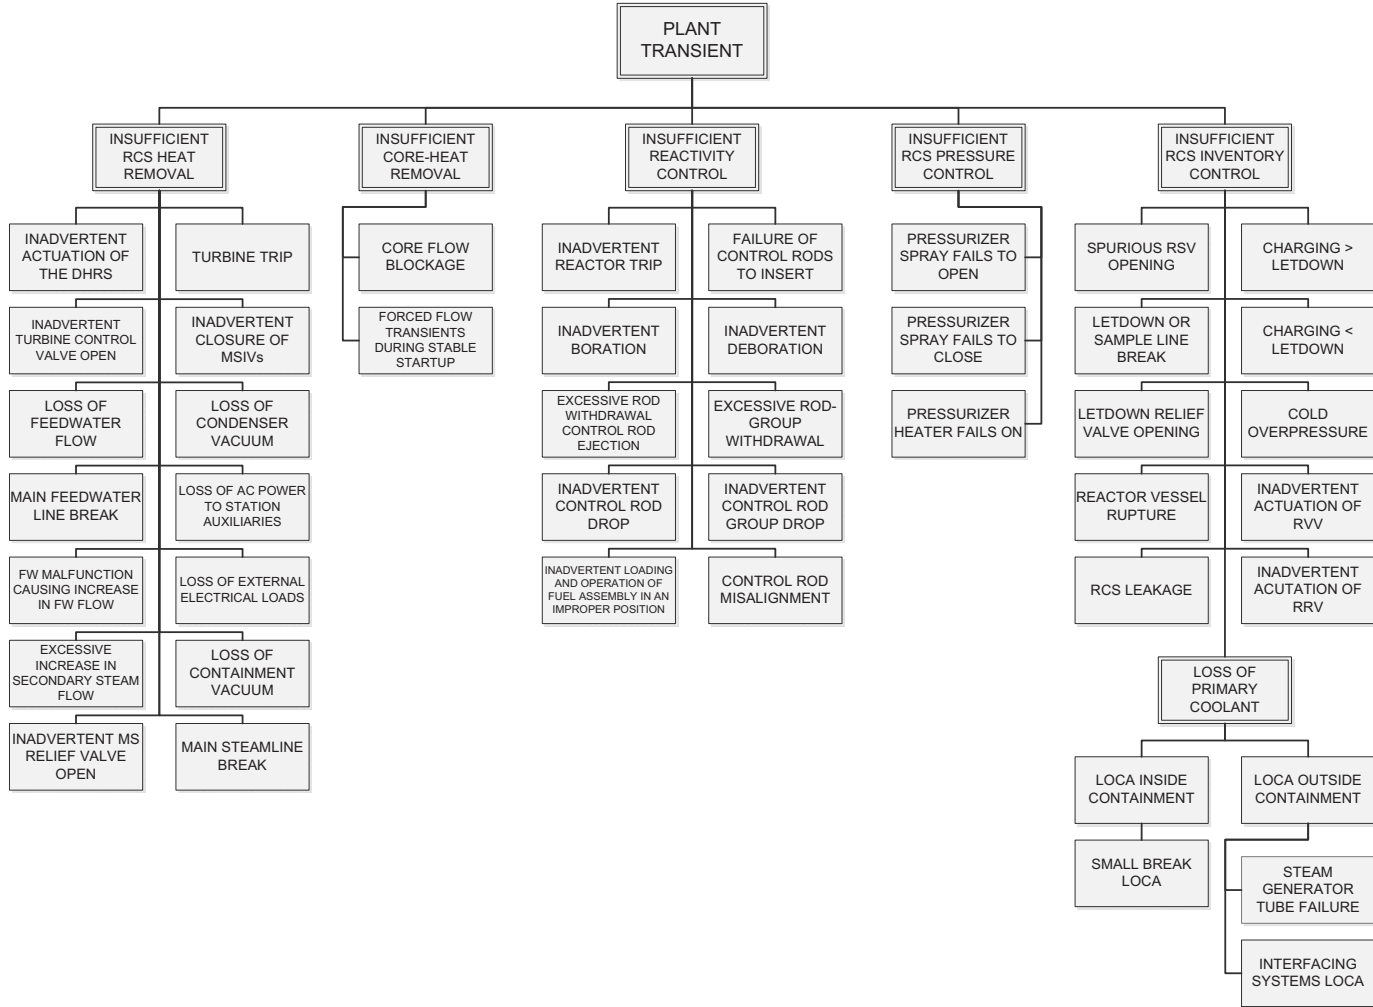 PLANT
TRANSIENT
INSUFFICIENT
RCS HEAT
REMOVAL
INSUFFICIENT
CORE-HEAT
REMOVAL
INSUFFICIENT
REACTIVITY
CONTROL
INSUFFICIENT
RCS PRESSURE
CONTROL
INSUFFICIENT
RCS INVENTORY
CONTROL
INADVERTENT
ACTUATION OF
THE DHRS
TURBINE TRIP
INADVERTENT
TURBINE CONTROL
VALVE OPEN
INADVERTENT
CLOSURE OF
MSIVs
LOSS OF
FEEDWATER
FLOW
LOSS OF
CONDENSER
VACUUM
MAIN FEEDWATER
LINE BREAK
LOSS OF AC POWER
TO STATION
AUXILIARIES
FW MALFUNCTION
CAUSING INCREASE
IN FW FLOW
LOSS OF EXTERNAL
ELECTRICAL LOADS
EXCESSIVE
INCREASE IN
SECONDARY STEAM
FLOW
LOSS OF
CONTAINMENT
VACUUM
INADVERTENT MS
RELIEF VALVE
OPEN
MAIN STEAMLINE
BREAK
CORE FLOW
BLOCKAGE
FORCED FLOW
TRANSIENTS
DURING STABLE
STARTUP
INADVERTENT
REACTOR TRIP
FAILURE OF
CONTROL RODS
TO INSERT
INADVERTENT
BORATION
INADVERTENT
DEBORATION
EXCESSIVE ROD
WITHDRAWAL
CONTROL ROD
EJECTION
EXCESSIVE ROD-
GROUP
WITHDRAWAL
INADVERTENT
CONTROL ROD
DROP
INADVERTENT
CONTROL ROD
GROUP DROP
INADVERTENT LOADING
AND OPERATION OF
FUEL ASSEMBLY IN AN
IMPROPER POSITION
CONTROL ROD
MISALIGNMENT
PRESSURIZER
SPRAY FAILS TO
OPEN
PRESSURIZER
SPRAY FAILS TO
CLOSE
PRESSURIZER
HEATER FAILS ON
SPURIOUS RSV
OPENING
CHARGING >
LETDOWN
LETDOWN OR
SAMPLE LINE
BREAK
CHARGING <
LETDOWN
LETDOWN RELIEF
VALVE OPENING
COLD
OVERPRESSURE
REACTOR VESSEL
RUPTURE
INADVERTENT
ACTUATION OF
RVV
RCS LEAKAGE
INADVERTENT
ACUTATION OF
RRV
LOSS OF
PRIMARY
COOLANT
LOCA INSIDE
CONTAINMENT
LOCA OUTSIDE
CONTAINMENT
SMALL BREAK
LOCA
STEAM
GENERATOR
TUBE FAILURE
INTERFACING
SYSTEMS LOCA